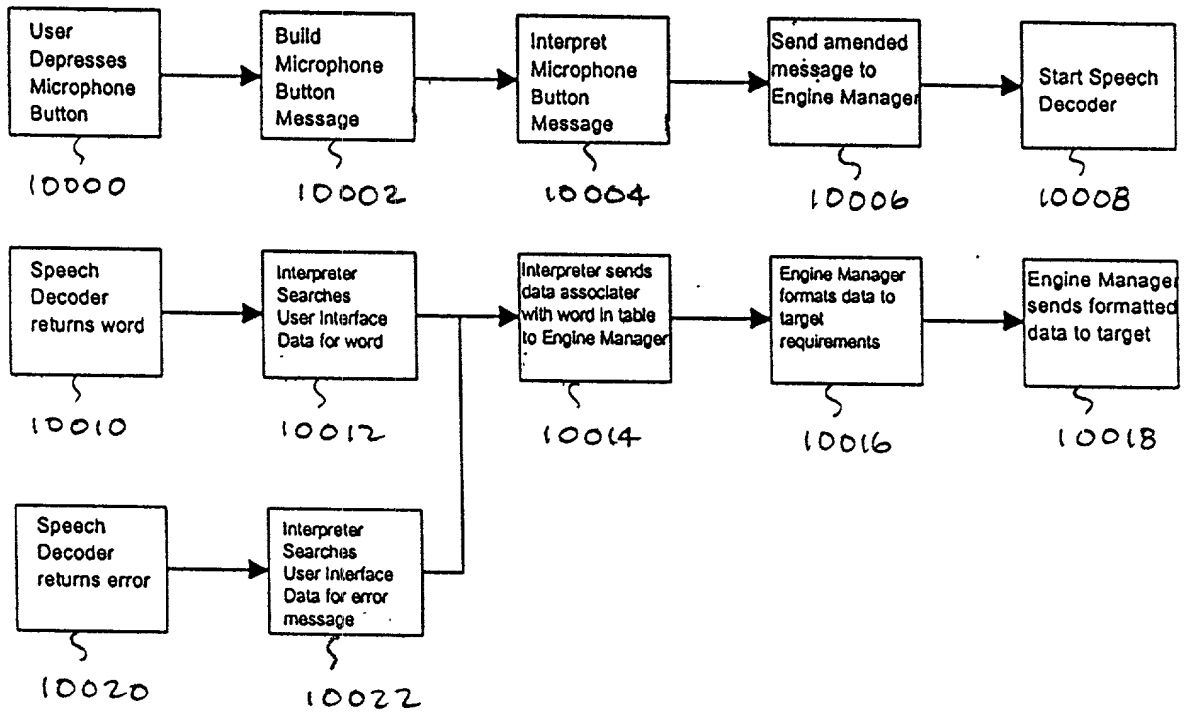 User
Depresses
Microphone
Button
10000
Build
Microphone
Button
Message
10002
Interpret
Microphone
Button
Message
10004
Send amended
message to
Engine Manager
10006
Start Speech
Decoder
10008
Speech
Decoder
returns word
10010
Interpreter
Searches
User Interface
Data for word
10012
Interpreter sends
data associater
with word in table
to Engine Manager
10014
Engine Manager
formats data to
target
requirements
10016
Engine Manager
sends formatted
data to target
10018
Speech
Decoder
returns error
10020
Interpreter
Searches
User Interface
Data for error
message
10022